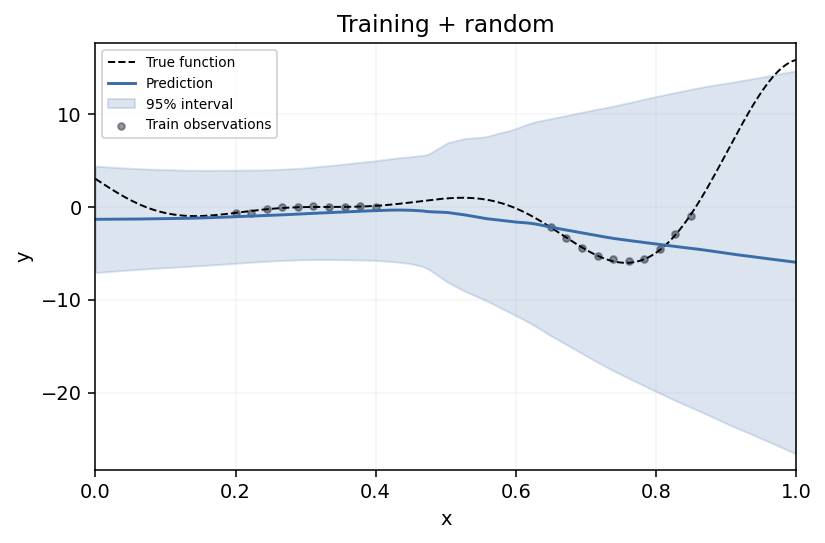 Training + random
True function
Prediction
95% interval
Train observations
10
0
−10
−20
y
0.0 0.2 0.4 0.6 0.8 1.0
x